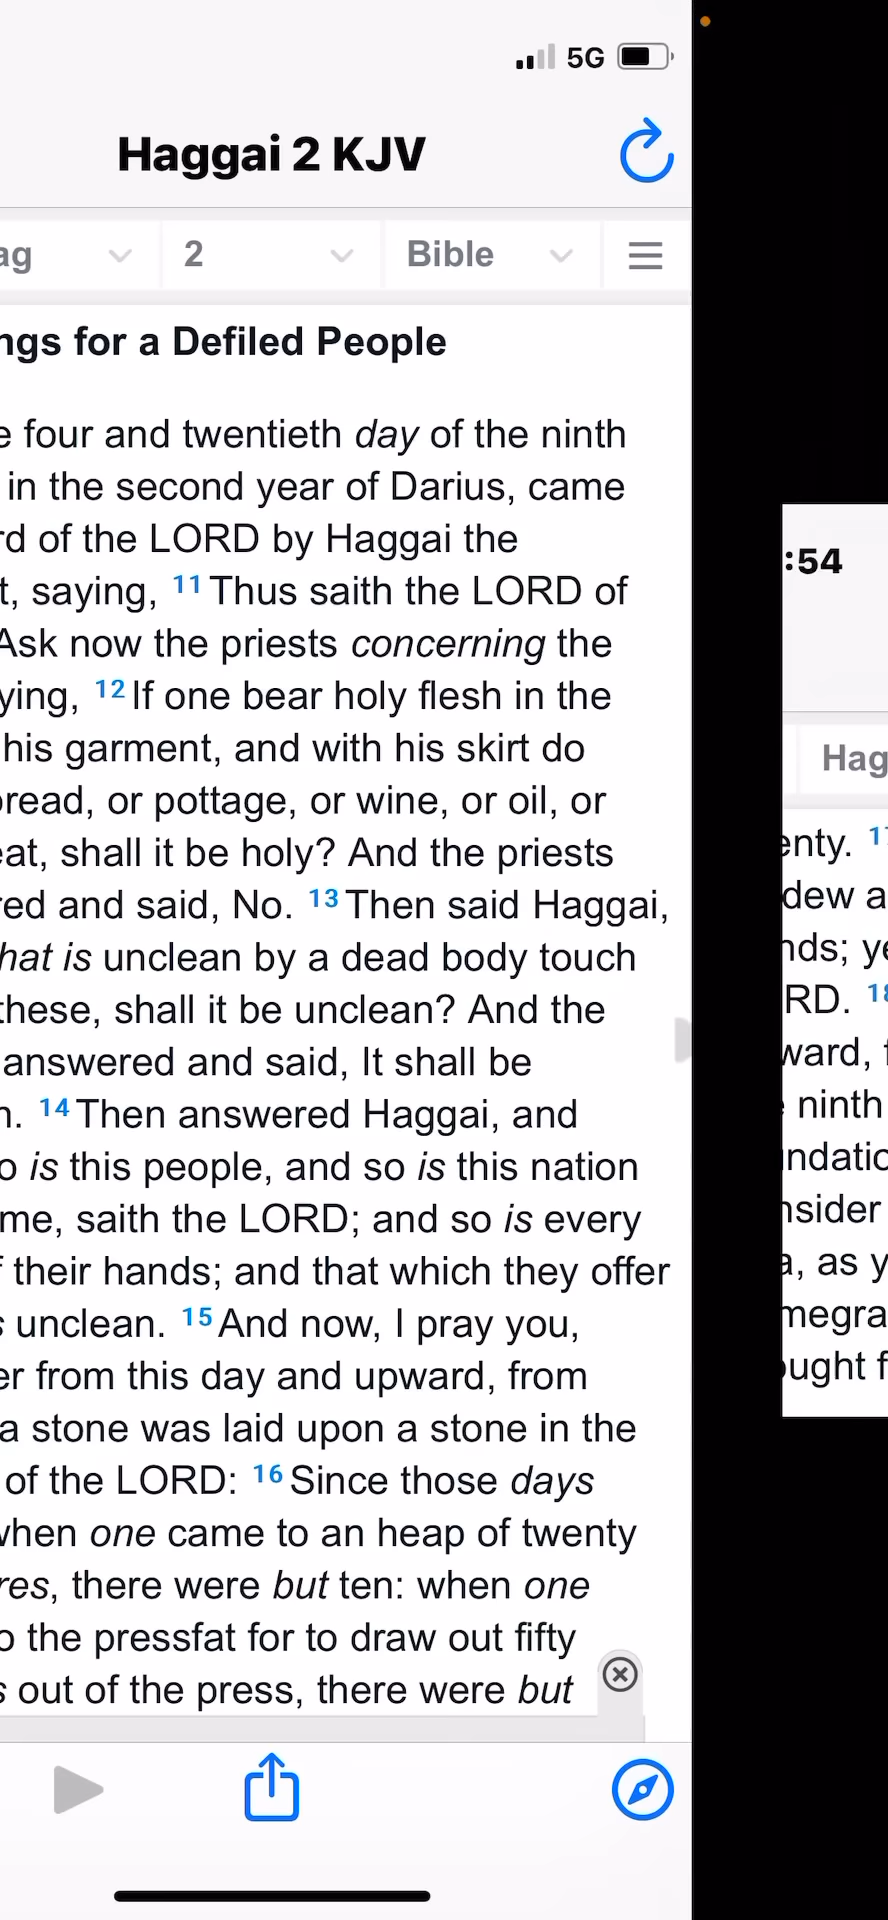 5G
Haggai 2 KJV
ag 2 Bible
ngs for a Defiled People
e four and twentieth day of the ninth
in the second year of Darius, came
rd of the LORD by Haggai the
t, saying, 11 Thus saith the LORD of
Ask now the priests concerning the
ying, 12 If one bear holy flesh in the
his garment, and with his skirt do
bread, or pottage, or wine, or oil, or
eat, shall it be holy? And the priests
red and said, No. 13 Then said Haggai,
hat is unclean by a dead body touch
these, shall it be unclean? And the
answered and said, It shall be
n. 14 Then answered Haggai, and
o is this people, and so is this nation
me, saith the LORD; and so is every
f their hands; and that which they offer
s unclean. 15 And now, I pray you,
er from this day and upward, from
a stone was laid upon a stone in the
of the LORD: 16 Since those days
when one came to an heap of twenty
res, there were but ten: when one
o the pressfat for to draw out fifty
s out of the press, there were but
:54
Hag
enty. 17
dew a
nds; ye
RD. 18
ward, f
ninth
undatio
nsider
a, as y
megra
ought f